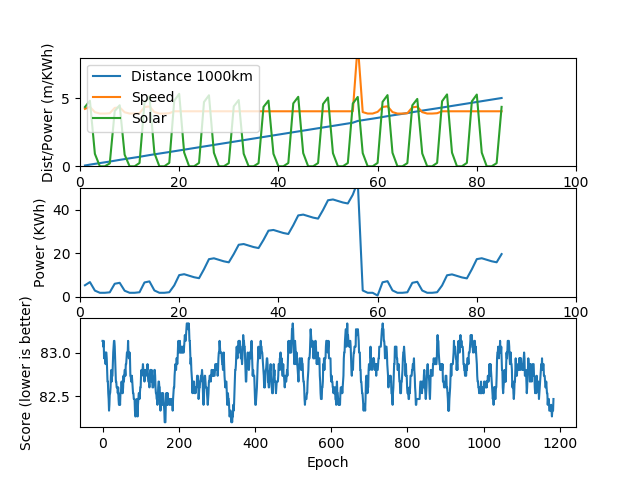 Dist/Power (m/KWh)
5
0
Distance 1000km
Speed
Solar
0 20 40 60 80 100
Power (KWh)
40
20
0
0 20 40 60 80 100
Score (lower is better)
83.0
82.5
0 200 400 600 800 1000 1200
Epoch